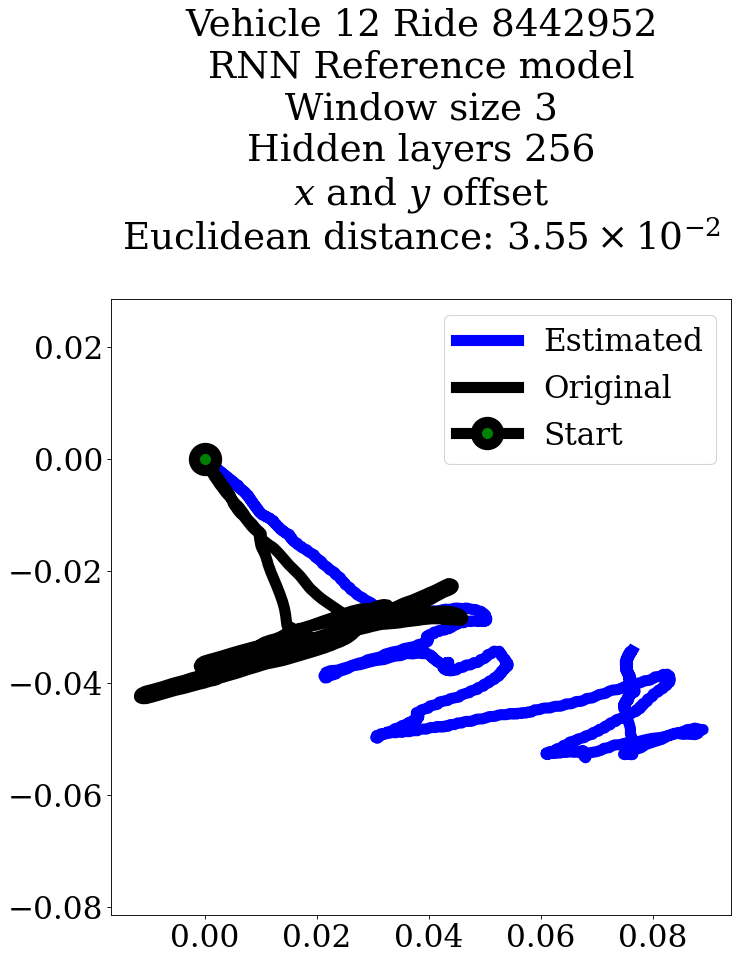 Vehicle 12 Ride 8442952
RNN Reference model
Window size 3
Hidden layers 256
x and y offset
Euclidean distance: 3.55 × 10⁻²
Estimated
Original
Start
0.02
0.00
−0.02
−0.04
−0.06
−0.08
0.00 0.02 0.04 0.06 0.08